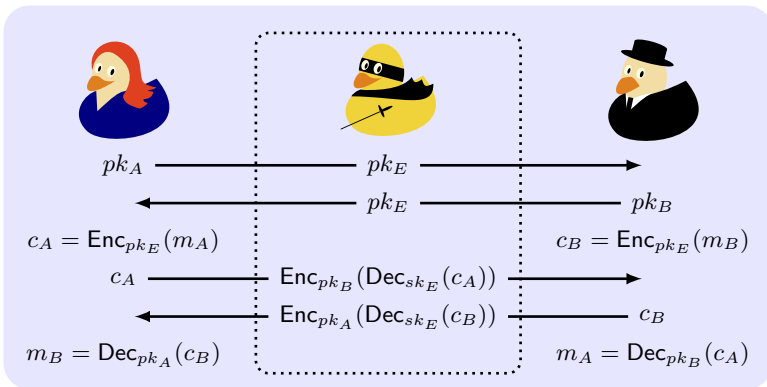 pk_A pk_E
pk_E pk_B
c_A = Enc_{pk_E}(m_A) c_B = Enc_{pk_E}(m_B)
c_A Enc_{pk_B}(Dec_{sk_E}(c_A))
Enc_{pk_A}(Dec_{sk_E}(c_B)) c_B
m_B = Dec_{pk_A}(c_B) m_A = Dec_{pk_B}(c_A)